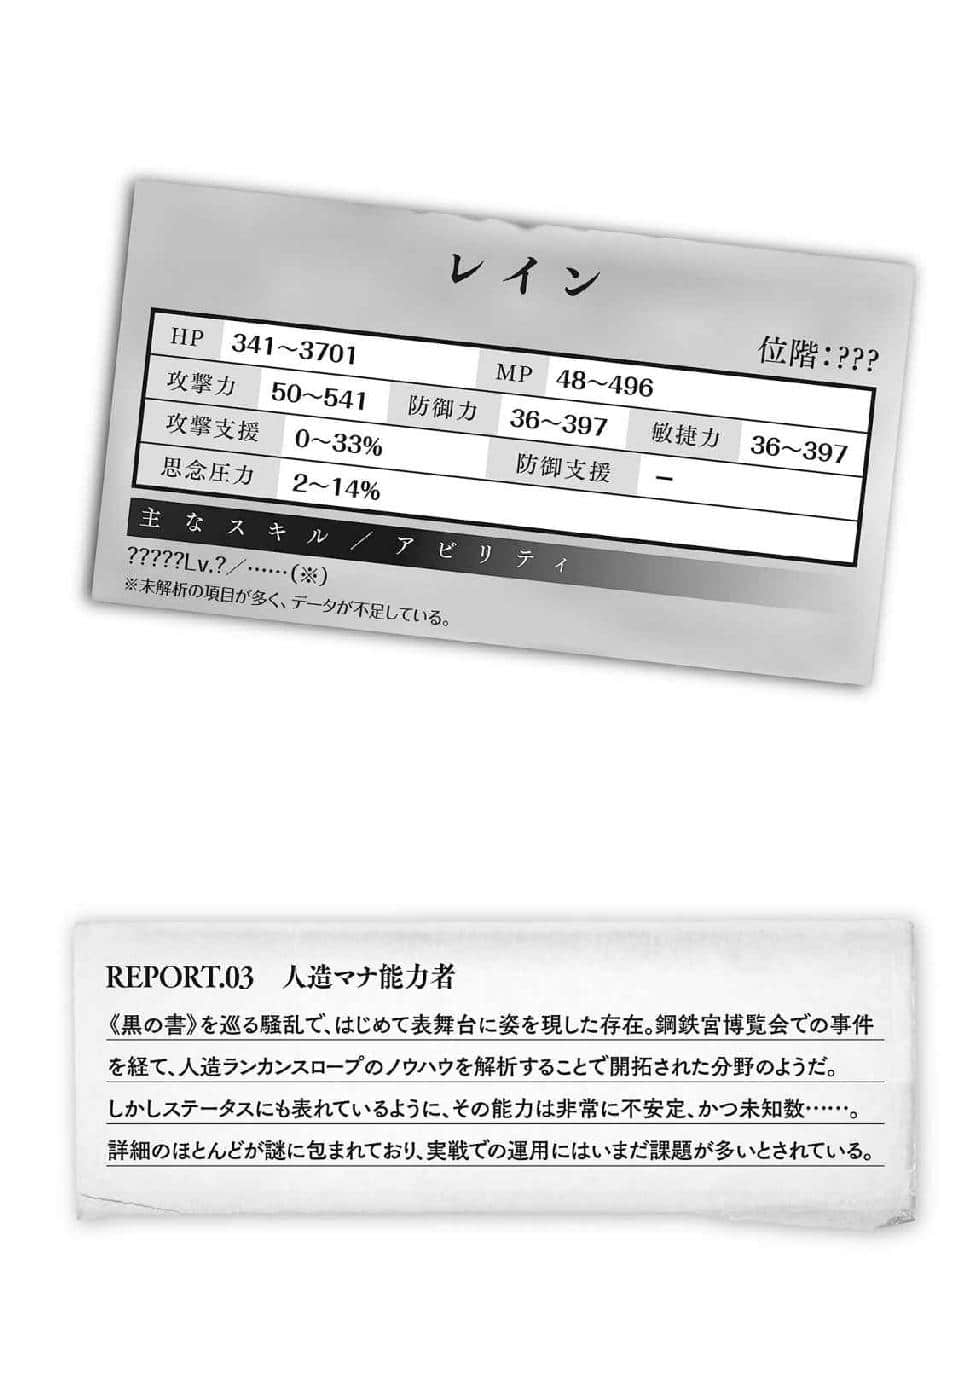 レイン
位階：???
HP 341～3701 MP 48～496
攻撃力 50～541 防御力 36～397 敏捷力 36～397
攻撃支援 0～33% 防御支援 －
思念圧力 2～14%
主なスキル／アビリティ
?????Lv.?／……(※)
※未解析の項目が多く、データが不足している。
REPORT.03 人造マナ能力者
《黒の書》を巡る騒乱で、はじめて表舞台に姿を現した存在。鋼鉄宮博覧会での事件
を経て、人造ランカンスロープのノウハウを解析することで開拓された分野のようだ。
しかしステータスにも表れているように、その能力は非常に不安定、かつ未知数……。
詳細のほとんどが謎に包まれており、実戦での運用にはいまだ課題が多いとされている。